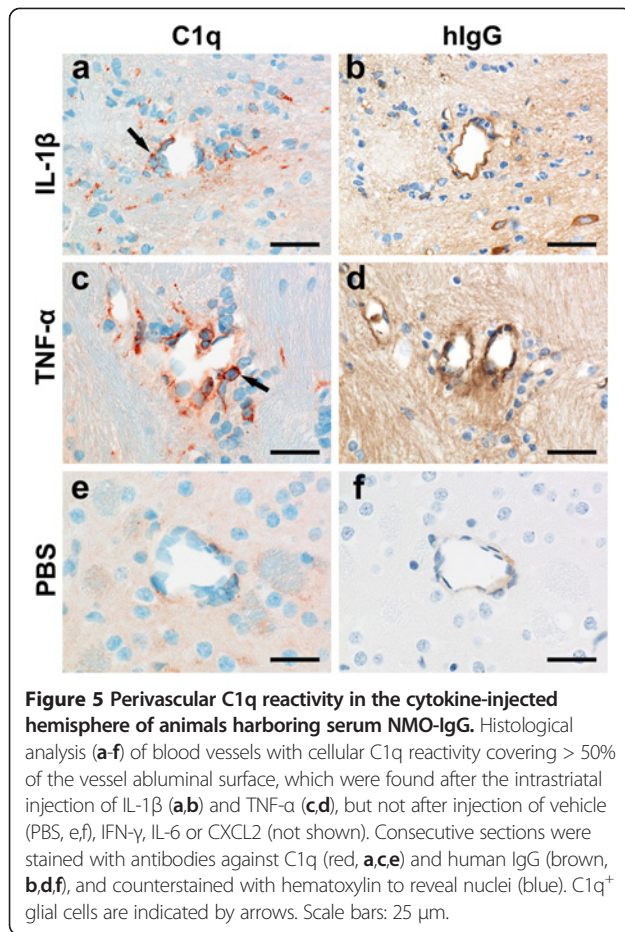 C1q hIgG
a b
IL-1β
c d
TNF-α
e f
PBS
Figure 5 Perivascular C1q reactivity in the cytokine-injected
hemisphere of animals harboring serum NMO-IgG. Histological
analysis (a-f) of blood vessels with cellular C1q reactivity covering > 50%
of the vessel abluminal surface, which were found after the intrastriatal
injection of IL-1β (a,b) and TNF-α (c,d), but not after injection of vehicle
(PBS, e,f), IFN-γ, IL-6 or CXCL2 (not shown). Consecutive sections were
stained with antibodies against C1q (red, a,c,e) and human IgG (brown,
b,d,f), and counterstained with hematoxylin to reveal nuclei (blue). C1q⁺
glial cells are indicated by arrows. Scale bars: 25 μm.